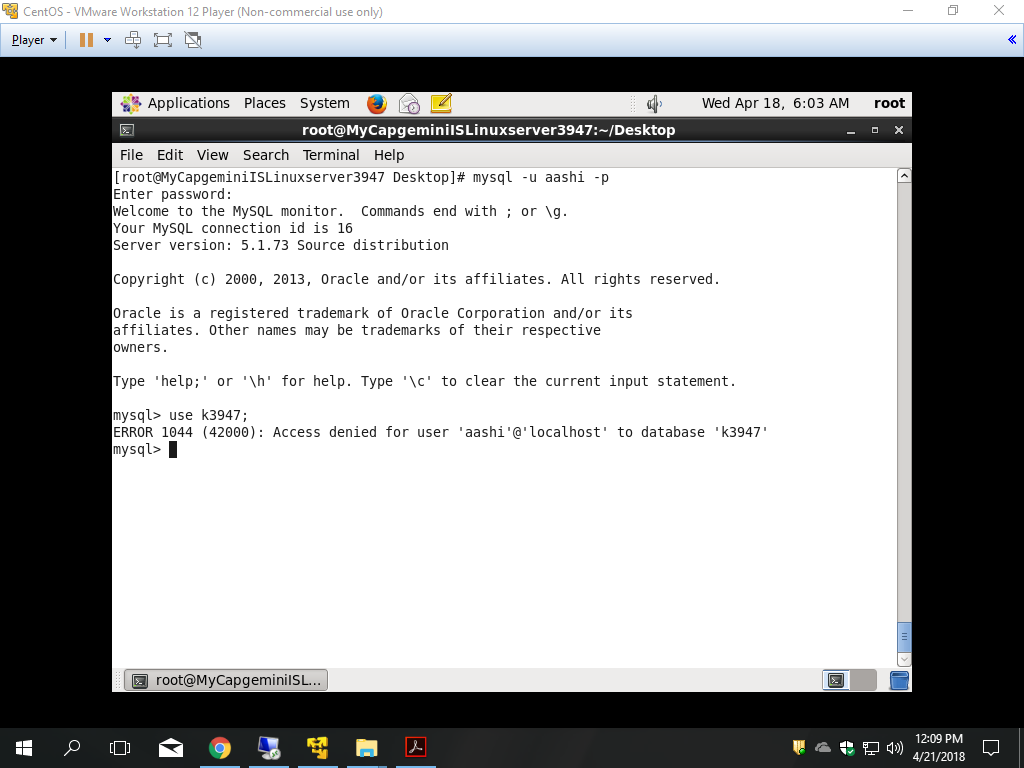 CentOS - VMware Workstation 12 Player (Non-commercial use only)
Player
Applications Places System Wed Apr 18, 6:03 AM root
root@MyCapgeminiISLinuxserver3947:~/Desktop
File Edit View Search Terminal Help
[root@MyCapgeminiISLinuxserver3947 Desktop]# mysql -u aashi -p
Enter password:
Welcome to the MySQL monitor.  Commands end with ; or \g.
Your MySQL connection id is 16
Server version: 5.1.73 Source distribution
Copyright (c) 2000, 2013, Oracle and/or its affiliates. All rights reserved.
Oracle is a registered trademark of Oracle Corporation and/or its
affiliates. Other names may be trademarks of their respective
owners.
Type 'help;' or '\h' for help. Type '\c' to clear the current input statement.
mysql> use k3947;
ERROR 1044 (42000): Access denied for user 'aashi'@'localhost' to database 'k3947'
mysql>
root@MyCapgeminiISL...
12:09 PM
4/21/2018